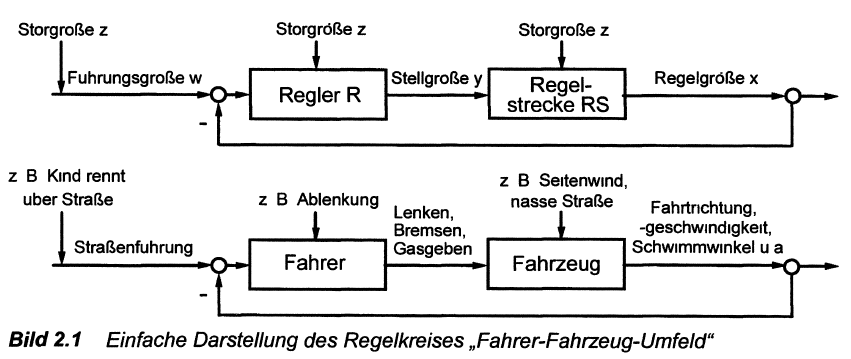 Storgroße z
Storgroße z
Storgroße z
Fuhrungsgroße w
Regler R
Stellgroße y
Regel-
strecke RS
Regelgroße x
–
z B Kind rennt
uber Straße
z B Ablenkung
z B Seitenwind,
nasse Straße
Straßenfuhrung
Fahrer
Lenken,
Bremsen,
Gasgeben
Fahrzeug
Fahrtrichtung,
-geschwindigkeit,
Schwimmwinkel u a
–
Bild 2.1 Einfache Darstellung des Regelkreises „Fahrer-Fahrzeug-Umfeld“